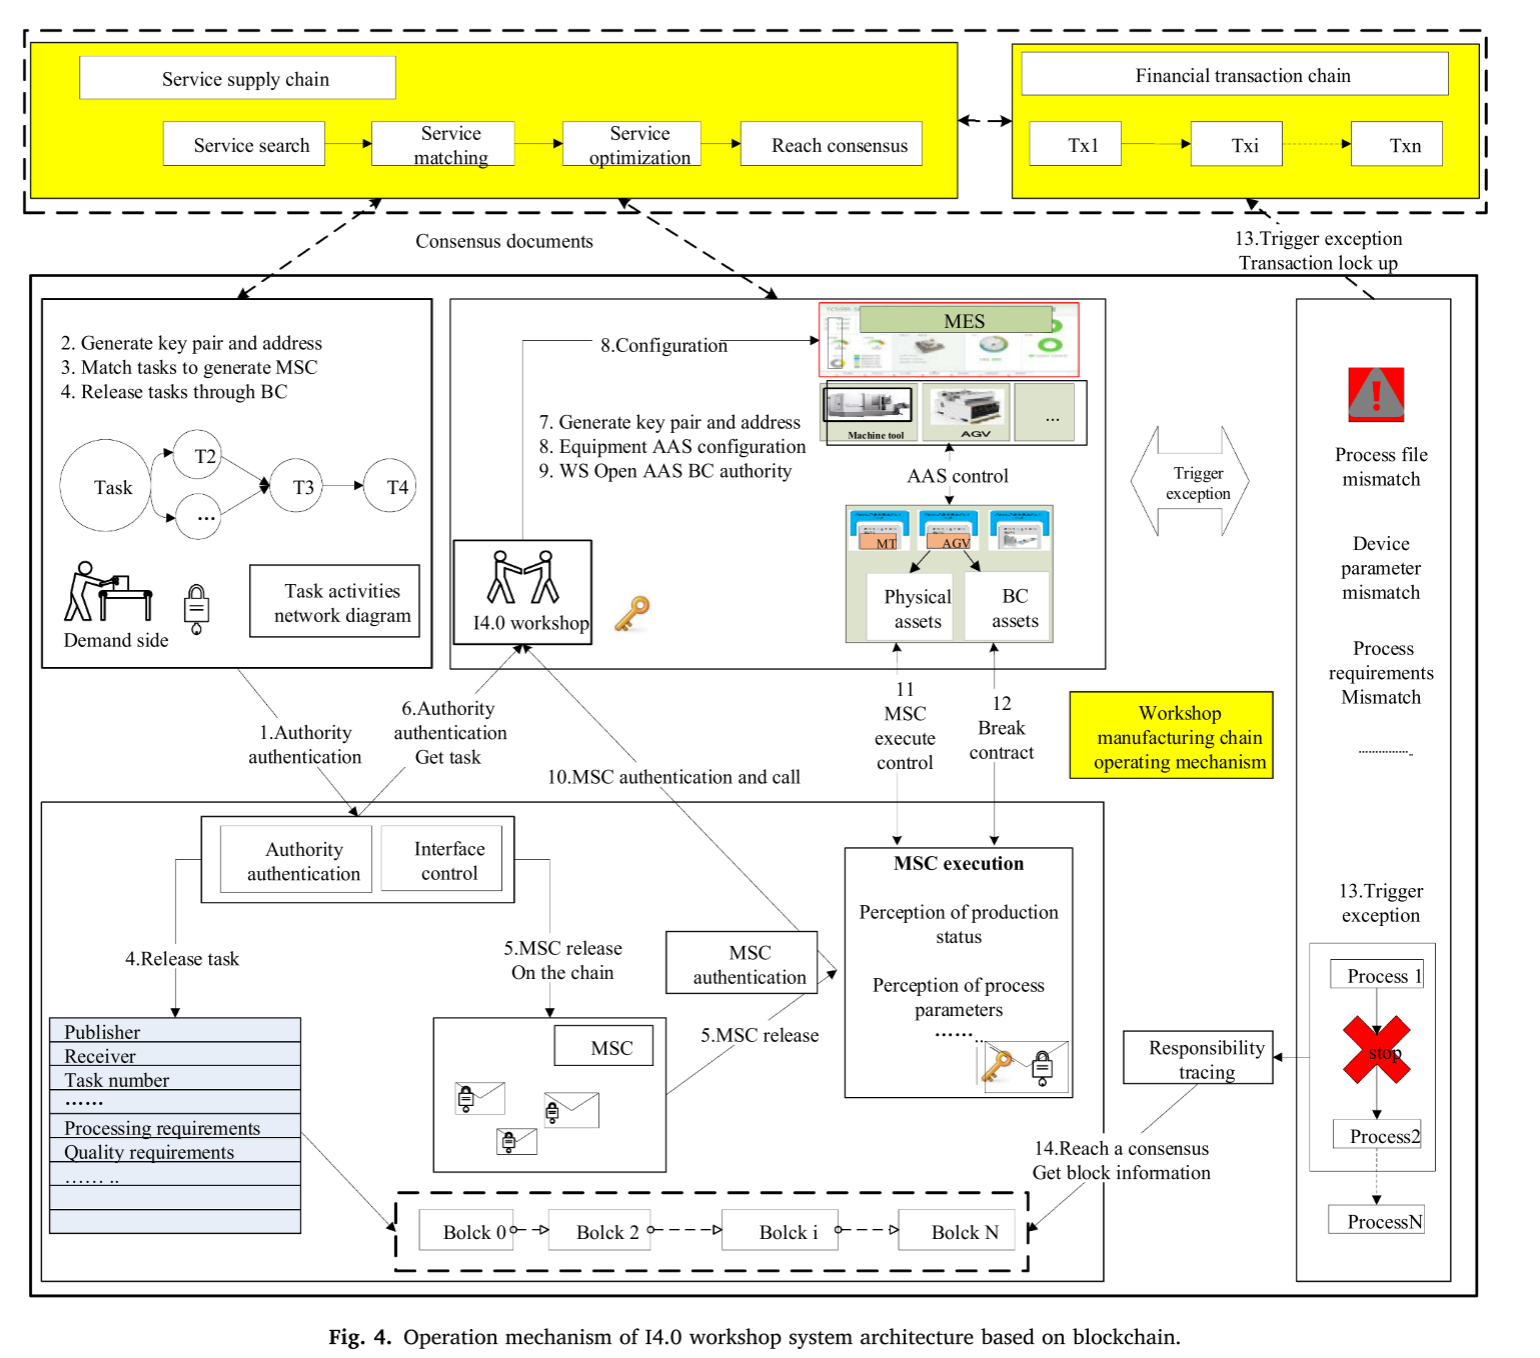 Service supply chain
Service search
Service
matching
Service
optimization
Reach consensus
Financial transaction chain
Tx1
Txi
Txn
Consensus documents
13.Trigger exception
Transaction lock up
2. Generate key pair and address
3. Match tasks to generate MSC
4. Release tasks through BC
Task
T2
...
T3
T4
Demand side
Task activities
network diagram
8.Configuration
MES
Machine tool
AGV
...
7. Generate key pair and address
8. Equipment AAS configuration
9. WS Open AAS BC authority
AAS control
MT
AGV
Physical
assets
BC
assets
I4.0 workshop
Trigger
exception
Process file
mismatch
Device
parameter
mismatch
Process
requirements
Mismatch
1.Authority
authentication
6.Authority
authentication
Get task
10.MSC authentication and call
11
MSC
execute
control
12
Break
contract
Workshop
manufacturing chain
operating mechanism
Authority
authentication
Interface
control
4.Release task
5.MSC release
On the chain
MSC
authentication
5.MSC release
MSC execution
Perception of production
status
Perception of process
parameters
......
13.Trigger
exception
Process 1
stop
Process2
ProcessN
Responsibility
tracing
14.Reach a consensus
Get block information
Publisher
Receiver
Task number
......
Processing requirements
Quality requirements
...... ..
MSC
Bolck 0
Bolck 2
Bolck i
Bolck N
Fig. 4. Operation mechanism of I4.0 workshop system architecture based on blockchain.